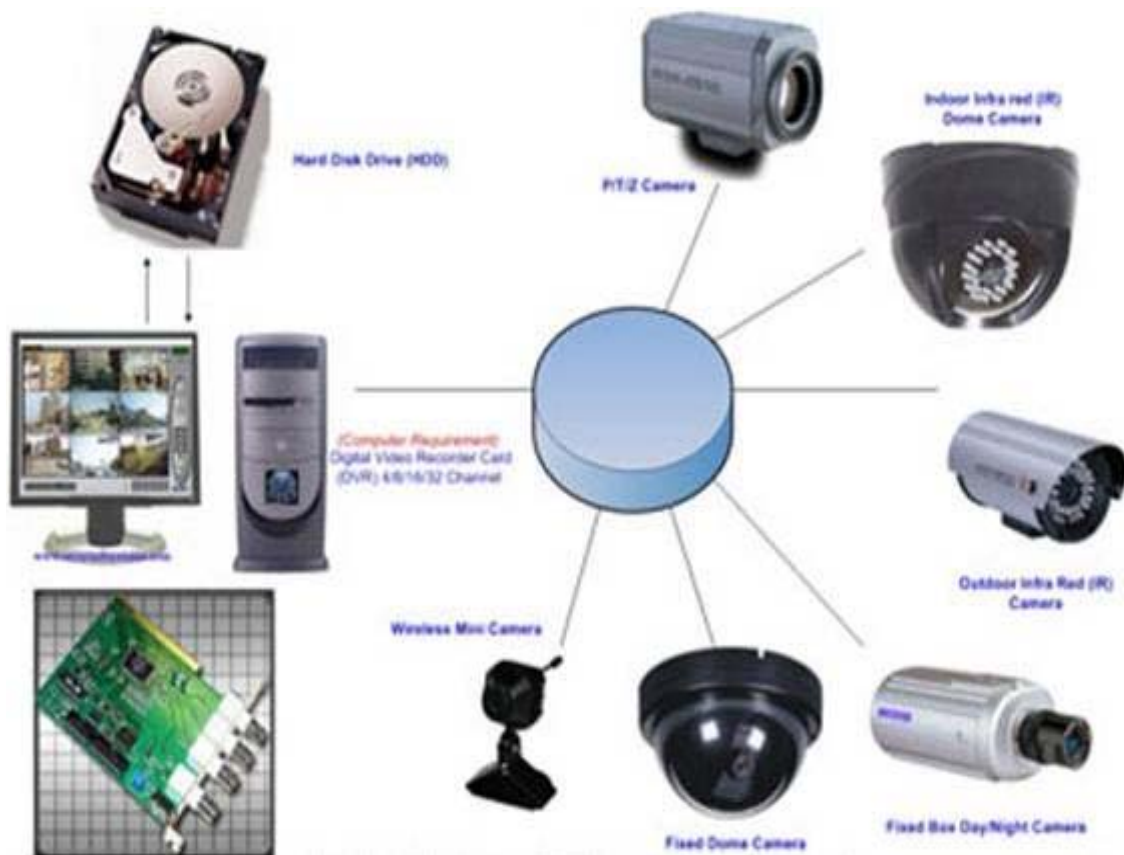 Indoor Infra red (IR)
Dome Camera
Hard Disk Drive (HDD)
P/T/Z Camera
(Computer Requirement)
Digital Video Recorder Card
(DVR) 4/8/16/32 Channel
Outdoor Infra Red (IR)
Camera
Wireless Mini Camera
Fixed Dome Camera
Fixed Box Day/Night Camera